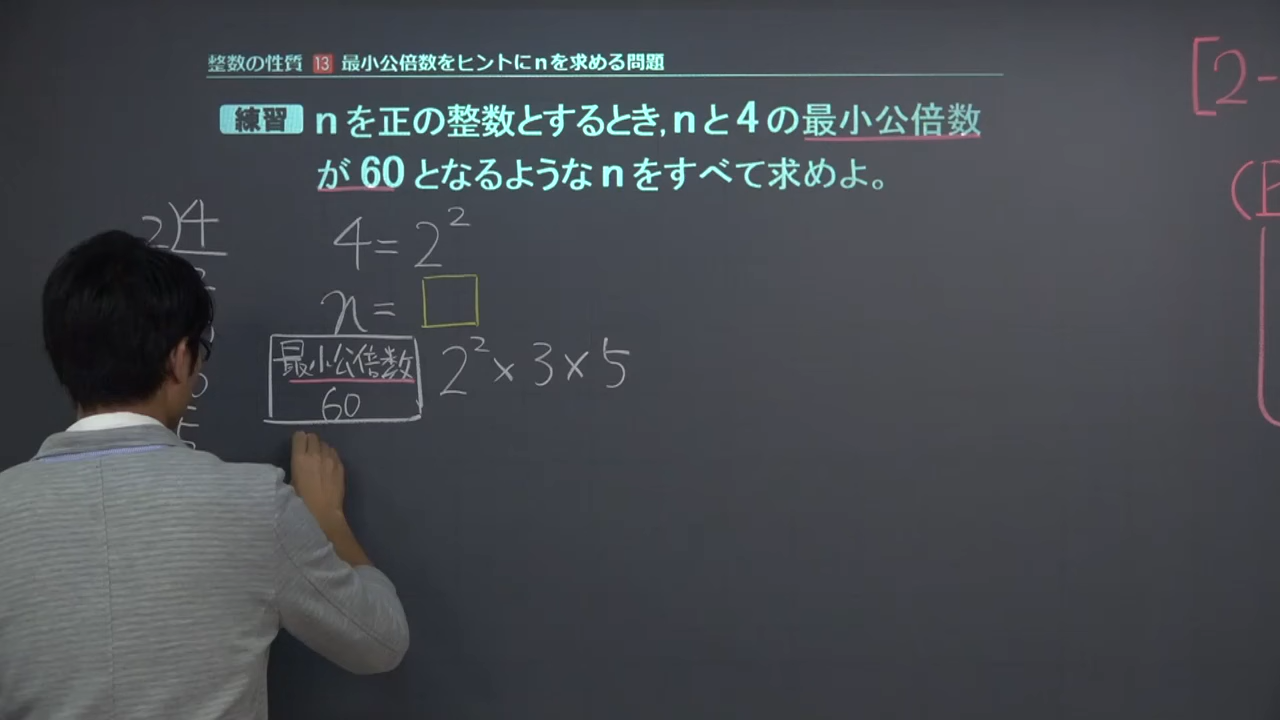 整数の性質 13 最小公倍数をヒントにnを求める問題
練習 nを正の整数とするとき,nと4の最小公倍数
が60となるようなnをすべて求めよ。
2)4
4=2²
n=
最小公倍数
60
2²×3×5
[2-